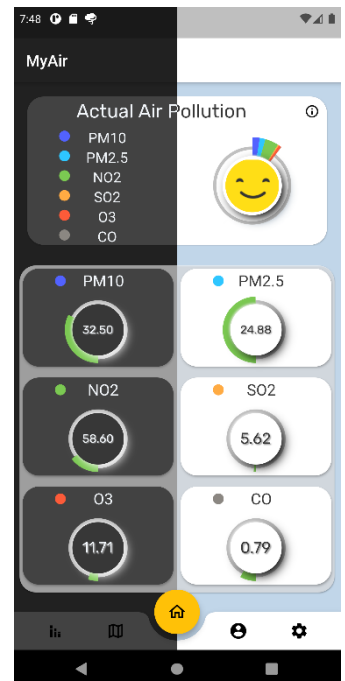 7:48
MyAir
Actual Air Pollution
PM10
PM2.5
NO2
SO2
O3
CO
PM10 PM2.5
32.50 24.88
NO2 SO2
58.60 5.62
O3 CO
11.71 0.79